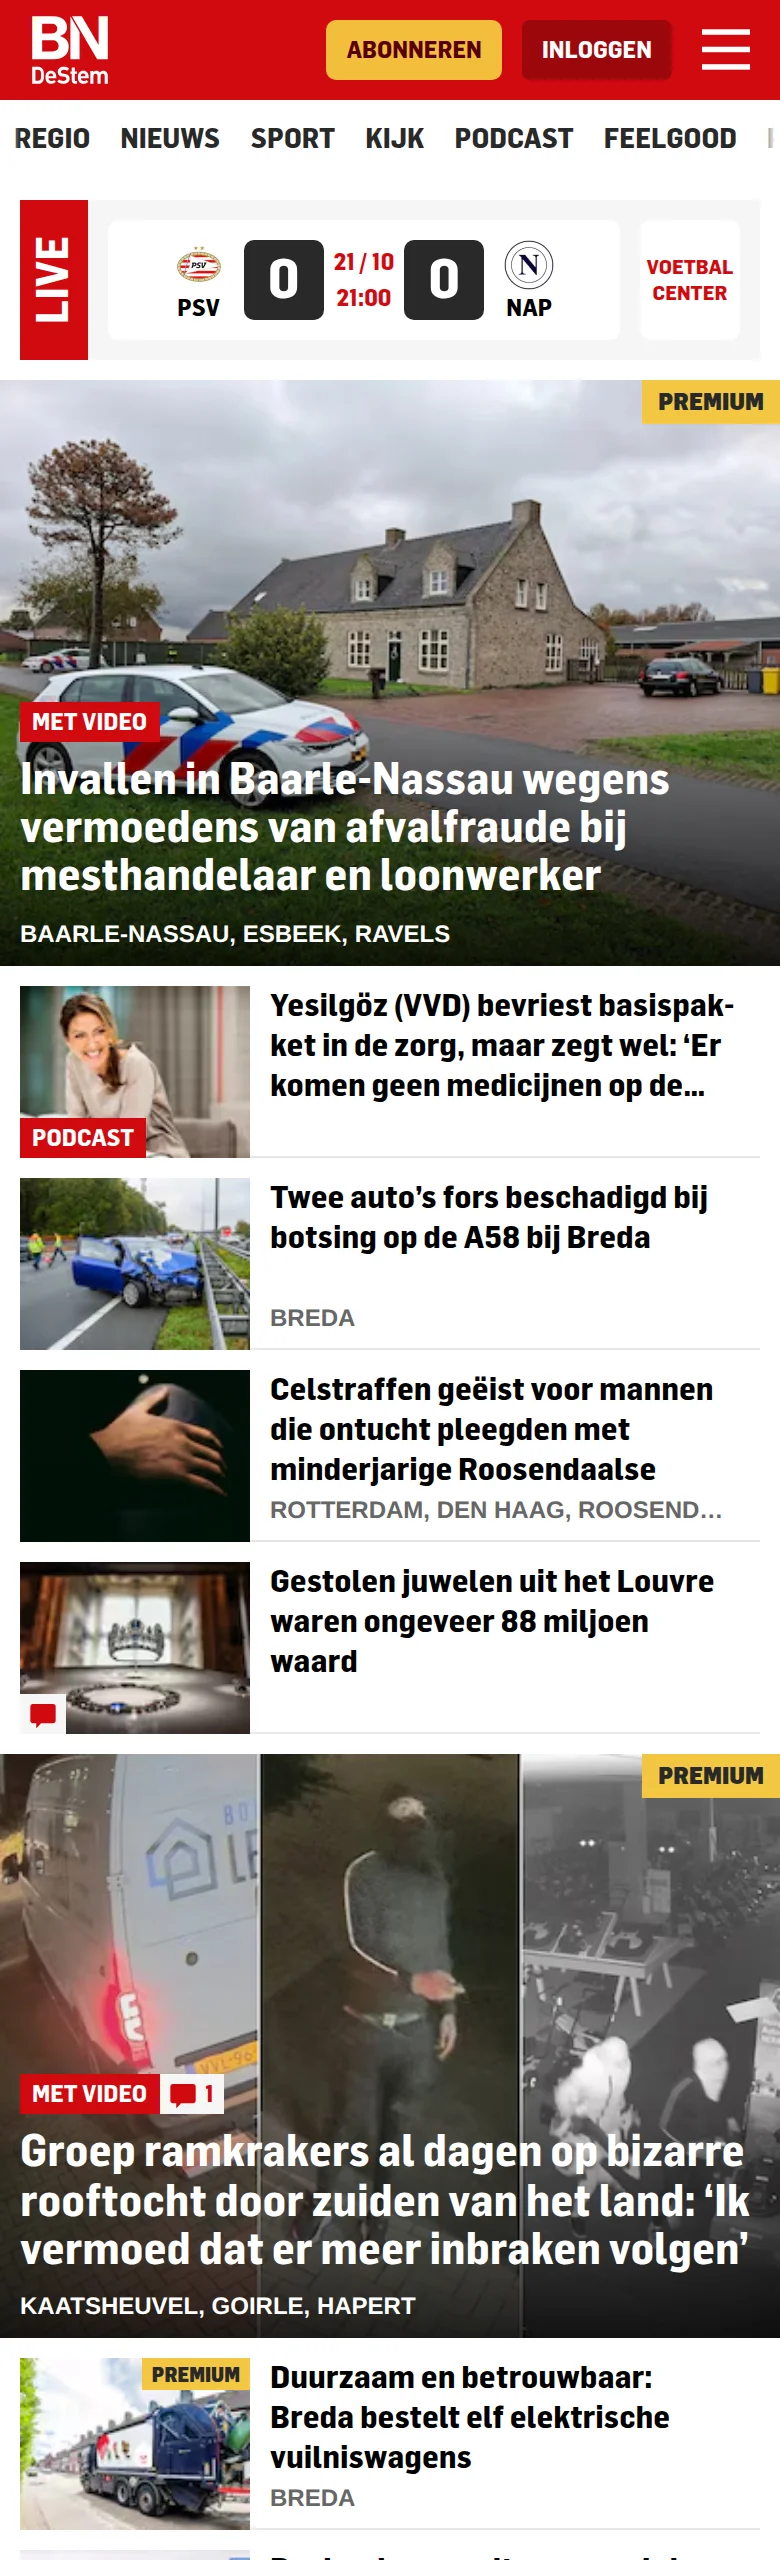 BN
DeStem
ABONNEREN
INLOGGEN
REGIO NIEUWS SPORT KIJK PODCAST FEELGOOD
LIVE
PSV
PSV
0
21 / 10
21:00
0
N
NAP
VOETBAL
CENTER
PREMIUM
MET VIDEO
Invallen in Baarle-Nassau wegens
vermoedens van afvalfraude bij
mesthandelaar en loonwerker
BAARLE-NASSAU, ESBEEK, RAVELS
Yesilgöz (VVD) bevriest basispak-
ket in de zorg, maar zegt wel: ‘Er
komen geen medicijnen op de...
PODCAST
Twee auto’s fors beschadigd bij
botsing op de A58 bij Breda
BREDA
Celstraffen geëist voor mannen
die ontucht pleegden met
minderjarige Roosendaalse
ROTTERDAM, DEN HAAG, ROOSEND...
Gestolen juwelen uit het Louvre
waren ongeveer 88 miljoen
waard
PREMIUM
MET VIDEO
1
Groep ramkrakers al dagen op bizarre
rooftocht door zuiden van het land: ‘Ik
vermoed dat er meer inbraken volgen’
KAATSHEUVEL, GOIRLE, HAPERT
PREMIUM
Duurzaam en betrouwbaar:
Breda bestelt elf elektrische
vuilniswagens
BREDA